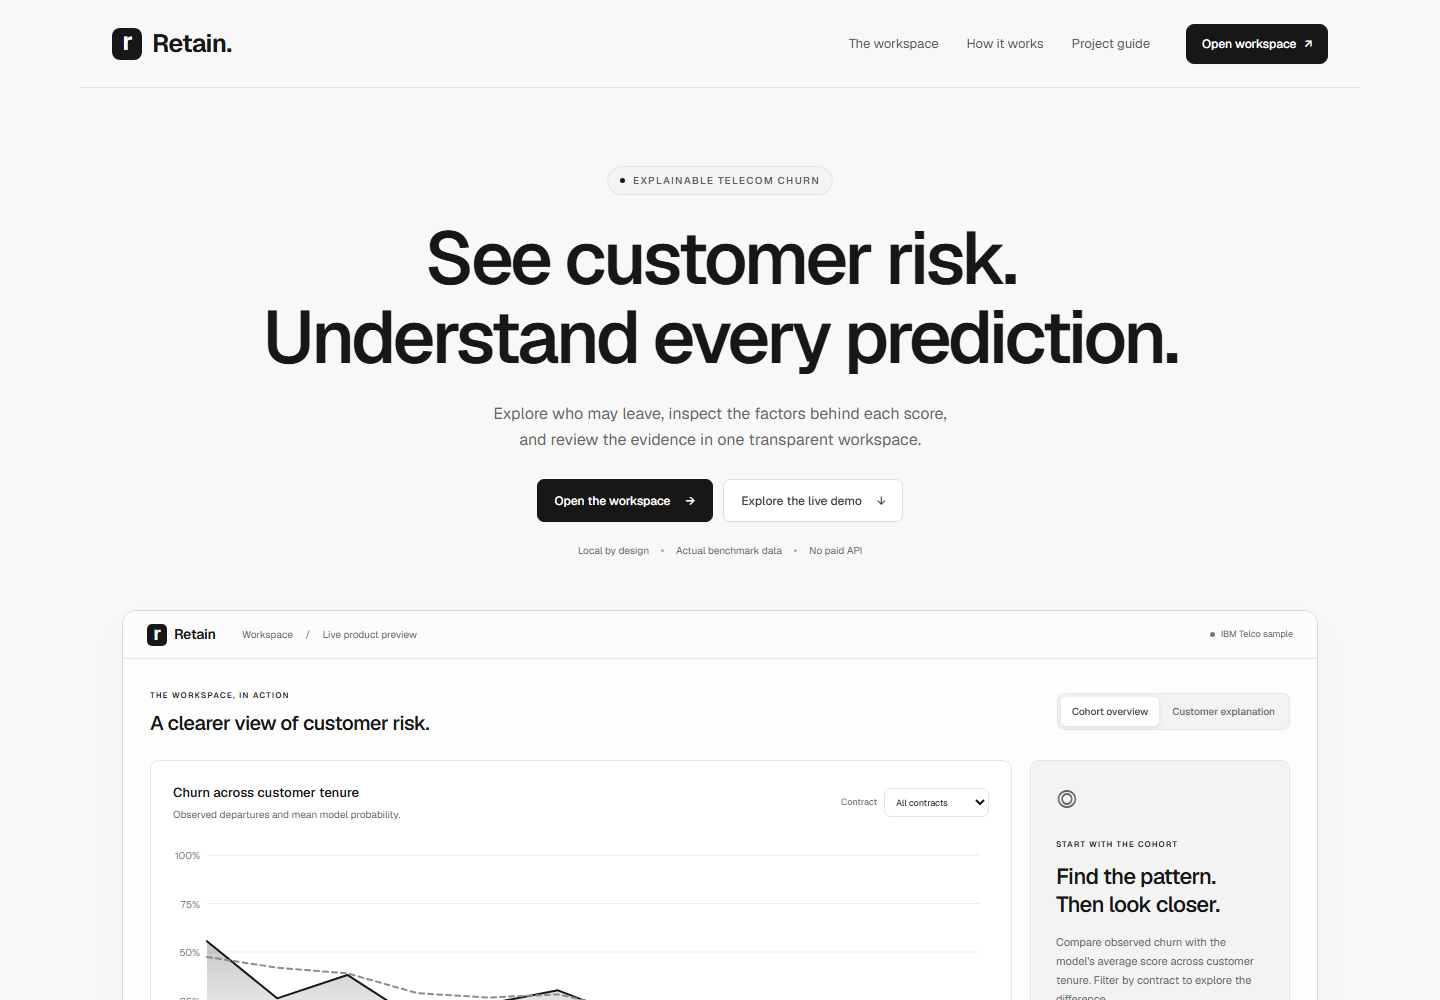 r Retain.
The workspace
How it works
Project guide
Open workspace ↗
EXPLAINABLE TELECOM CHURN
See customer risk.
Understand every prediction.
Explore who may leave, inspect the factors behind each score,
and review the evidence in one transparent workspace.
Open the workspace →
Explore the live demo ↓
Local by design • Actual benchmark data • No paid API
r Retain
Workspace / Live product preview
IBM Telco sample
THE WORKSPACE, IN ACTION
A clearer view of customer risk.
Cohort overview
Customer explanation
Churn across customer tenure
Observed departures and mean model probability.
Contract
All contracts
100%
75%
50%
25%
START WITH THE COHORT
Find the pattern.
Then look closer.
Compare observed churn with the
model's average score across customer
tenure. Filter by contract to explore the
difference.